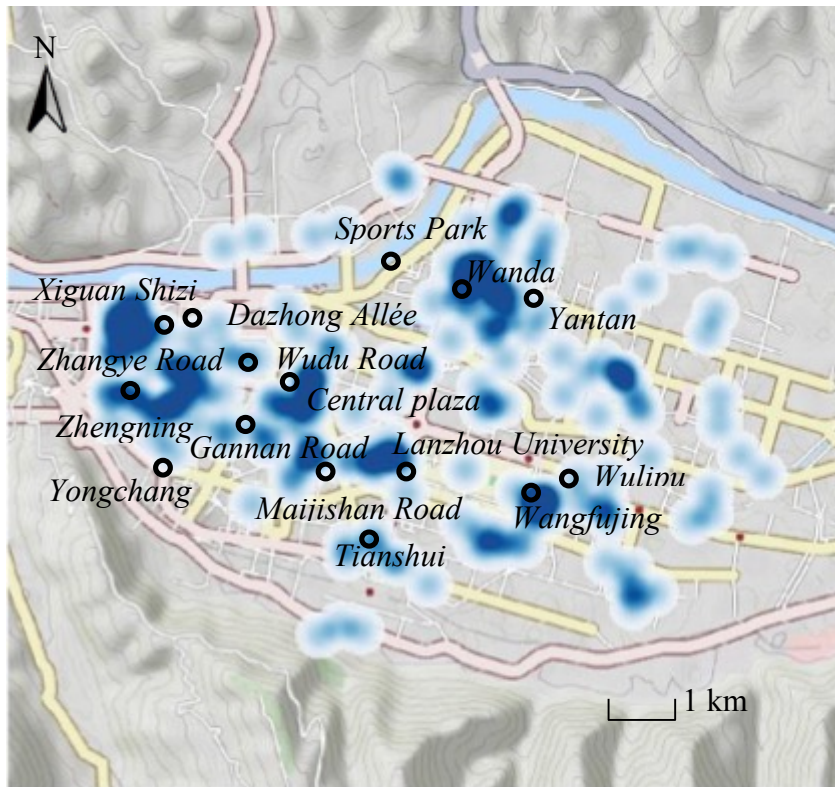 N
Sports Park
Wanda
Xiguan Shizi
Dazhong Allée
Yantan
Zhangye Road
Wudu Road
Central plaza
Zhengning
Gannan Road
Lanzhou University
Yongchang
Wulipu
Maijishan Road
Wangfujing
Tianshui
1 km